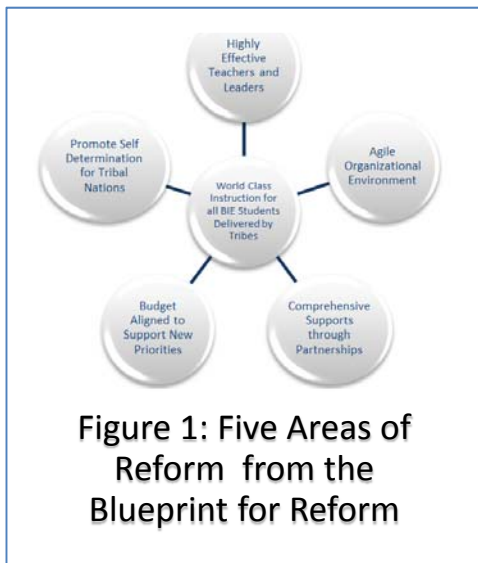 Highly
Effective
Teachers and
Leaders
Promote Self
Determination
for Tribal
Nations
Agile
Organizational
Environment
World Class
Instruction for
all BIE Students
Delivered by
Tribes
Budget
Aligned to
Support New
Priorities
Comprehensive
Supports
through
Partnerships
Figure 1: Five Areas of
Reform from the
Blueprint for Reform